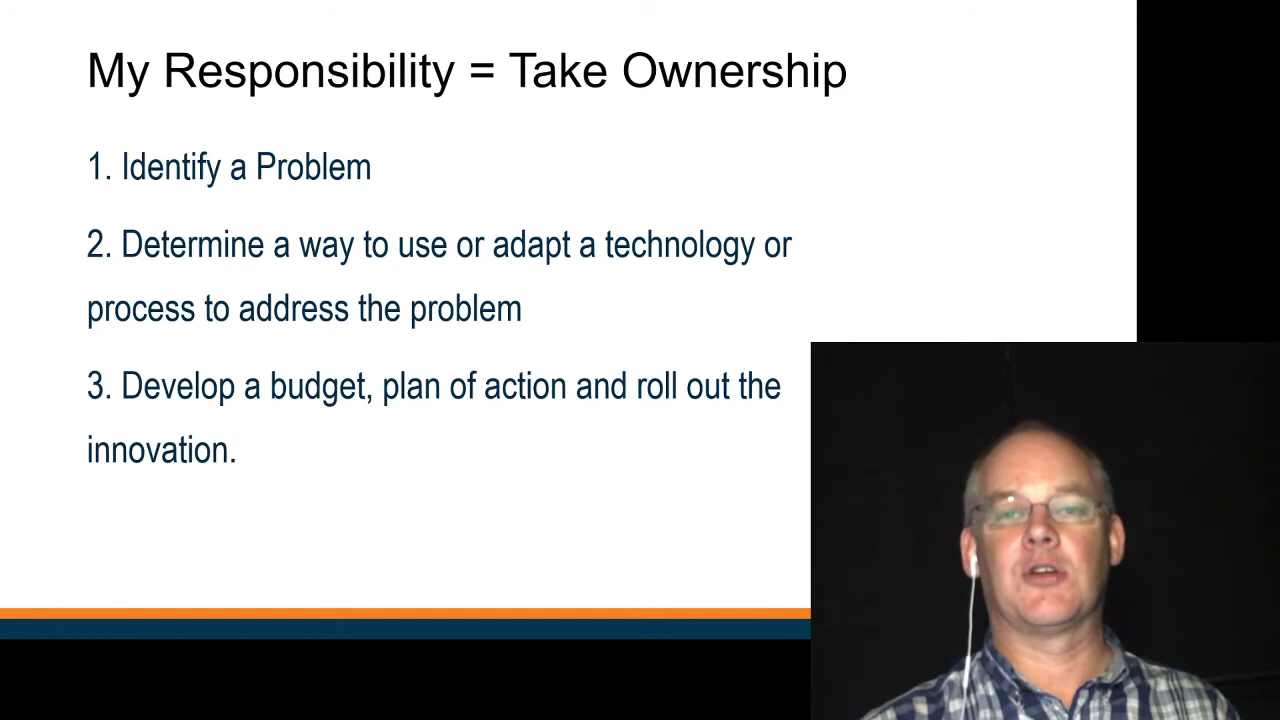 My Responsibility = Take Ownership
1. Identify a Problem
2. Determine a way to use or adapt a technology or
process to address the problem
3. Develop a budget, plan of action and roll out the
innovation.